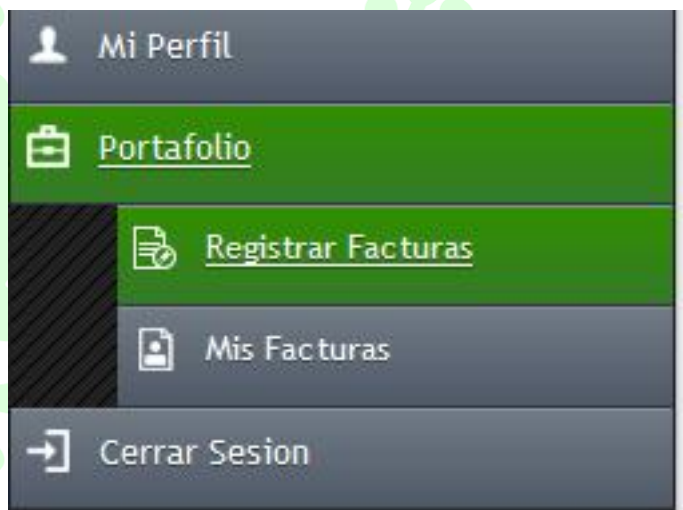 Mi Perfil
Portafolio
Registrar Facturas
Mis Facturas
Cerrar Sesion